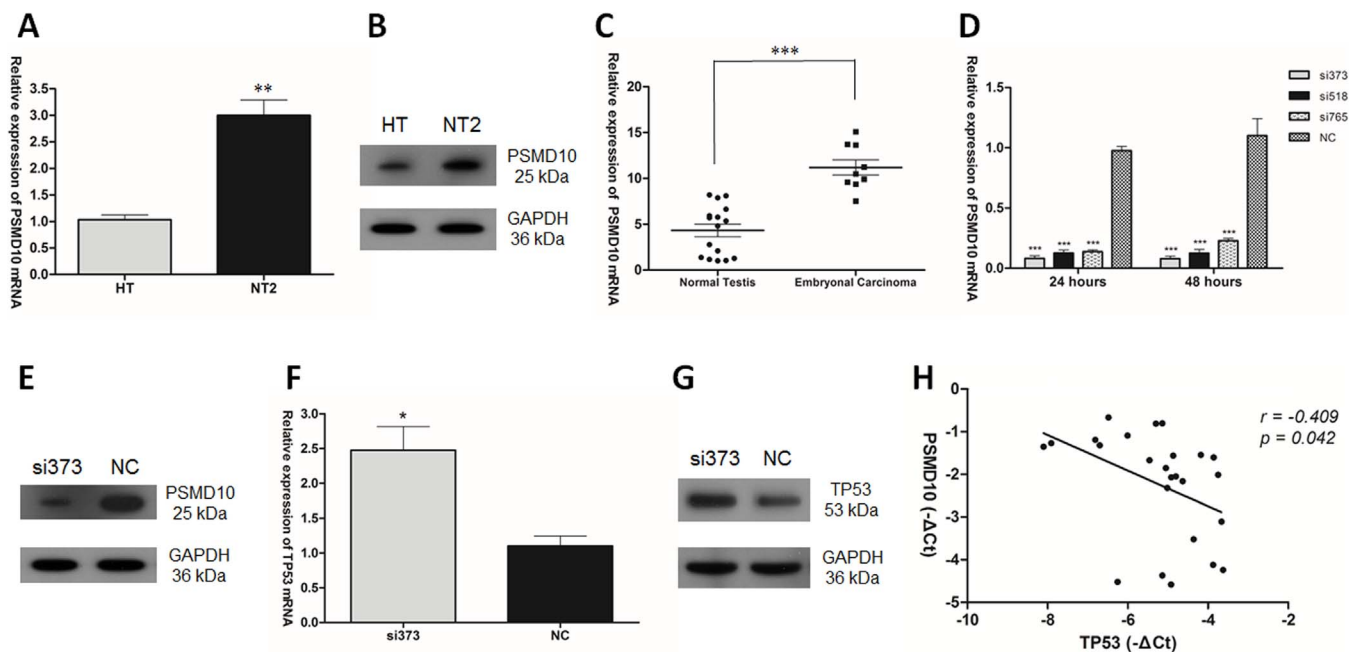 A
Relative expression of PSMD10 mRNA
3.5
3.0
2.5
2.0
1.5
1.0
0.5
0.0
**
HT
NT2
B
HT NT2
PSMD10
25 kDa
GAPDH
36 kDa
C
Relative expression of PSMD10 mRNA
20
15
10
5
0
***
Normal Testis
Embryonal Carcinoma
D
Relative expression of PSMD10 mRNA
1.5
1.0
0.5
0.0
*** *** ***
*** *** ***
24 hours
48 hours
si373
si518
si765
NC
E
si373 NC
PSMD10
25 kDa
GAPDH
36 kDa
F
Relative expression of TP53 mRNA
3.0
2.5
2.0
1.5
1.0
0.5
0.0
*
si373
NC
G
si373 NC
TP53
53 kDa
GAPDH
36 kDa
H
PSMD10 (-ΔCt)
0
-1
-2
-3
-4
-5
r = -0.409
p = 0.042
-10 -8 -6 -4 -2
TP53 (-ΔCt)